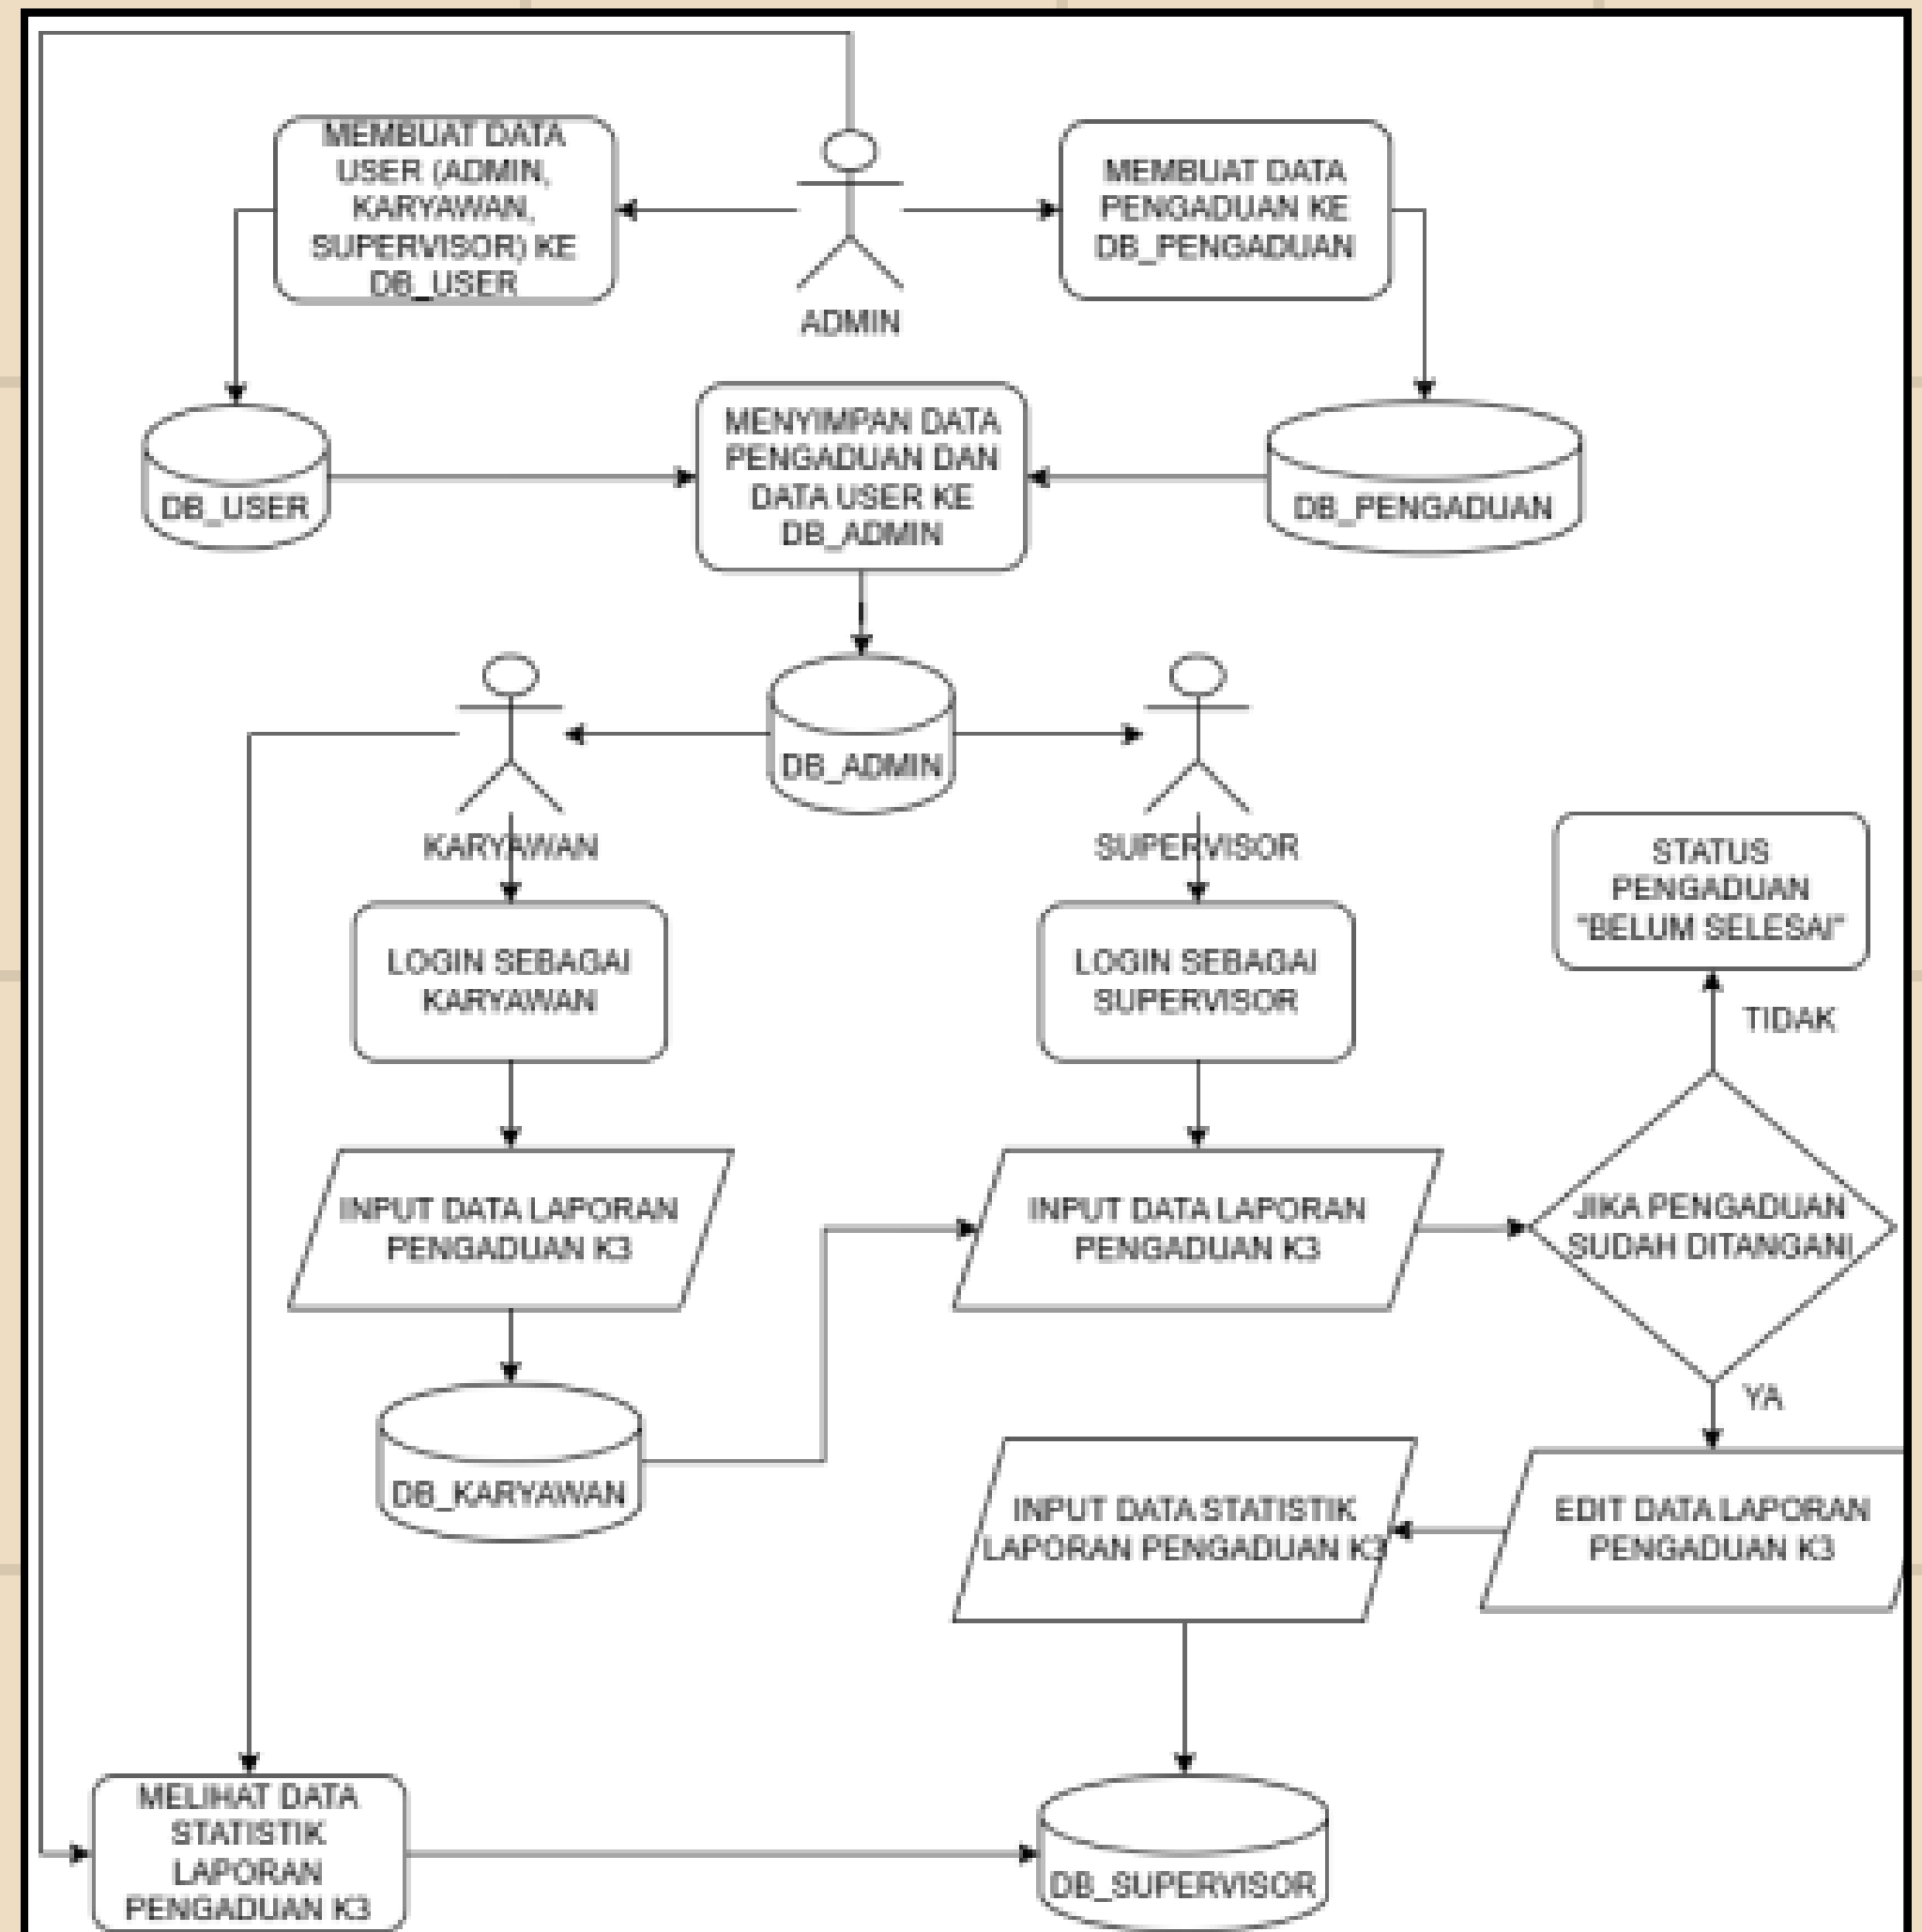 MEMBUAT DATA
USER (ADMIN,
KARYAWAN,
SUPERVISOR) KE
DB_USER
ADMIN
MEMBUAT DATA
PENGADUAN KE
DB_PENGADUAN
DB_USER
MENYIMPAN DATA
PENGADUAN DAN
DATA USER KE
DB_ADMIN
DB_PENGADUAN
KARYAWAN
DB_ADMIN
SUPERVISOR
STATUS
PENGADUAN
"BELUM SELESAI"
TIDAK
LOGIN SEBAGAI
KARYAWAN
LOGIN SEBAGAI
SUPERVISOR
INPUT DATA LAPORAN
PENGADUAN K3
INPUT DATA LAPORAN
PENGADUAN K3
JIKA PENGADUAN
SUDAH DITANGANI
YA
DB_KARYAWAN
INPUT DATA STATISTIK
LAPORAN PENGADUAN K3
EDIT DATA LAPORAN
PENGADUAN K3
MELIHAT DATA
STATISTIK
LAPORAN
PENGADUAN K3
DB_SUPERVISOR